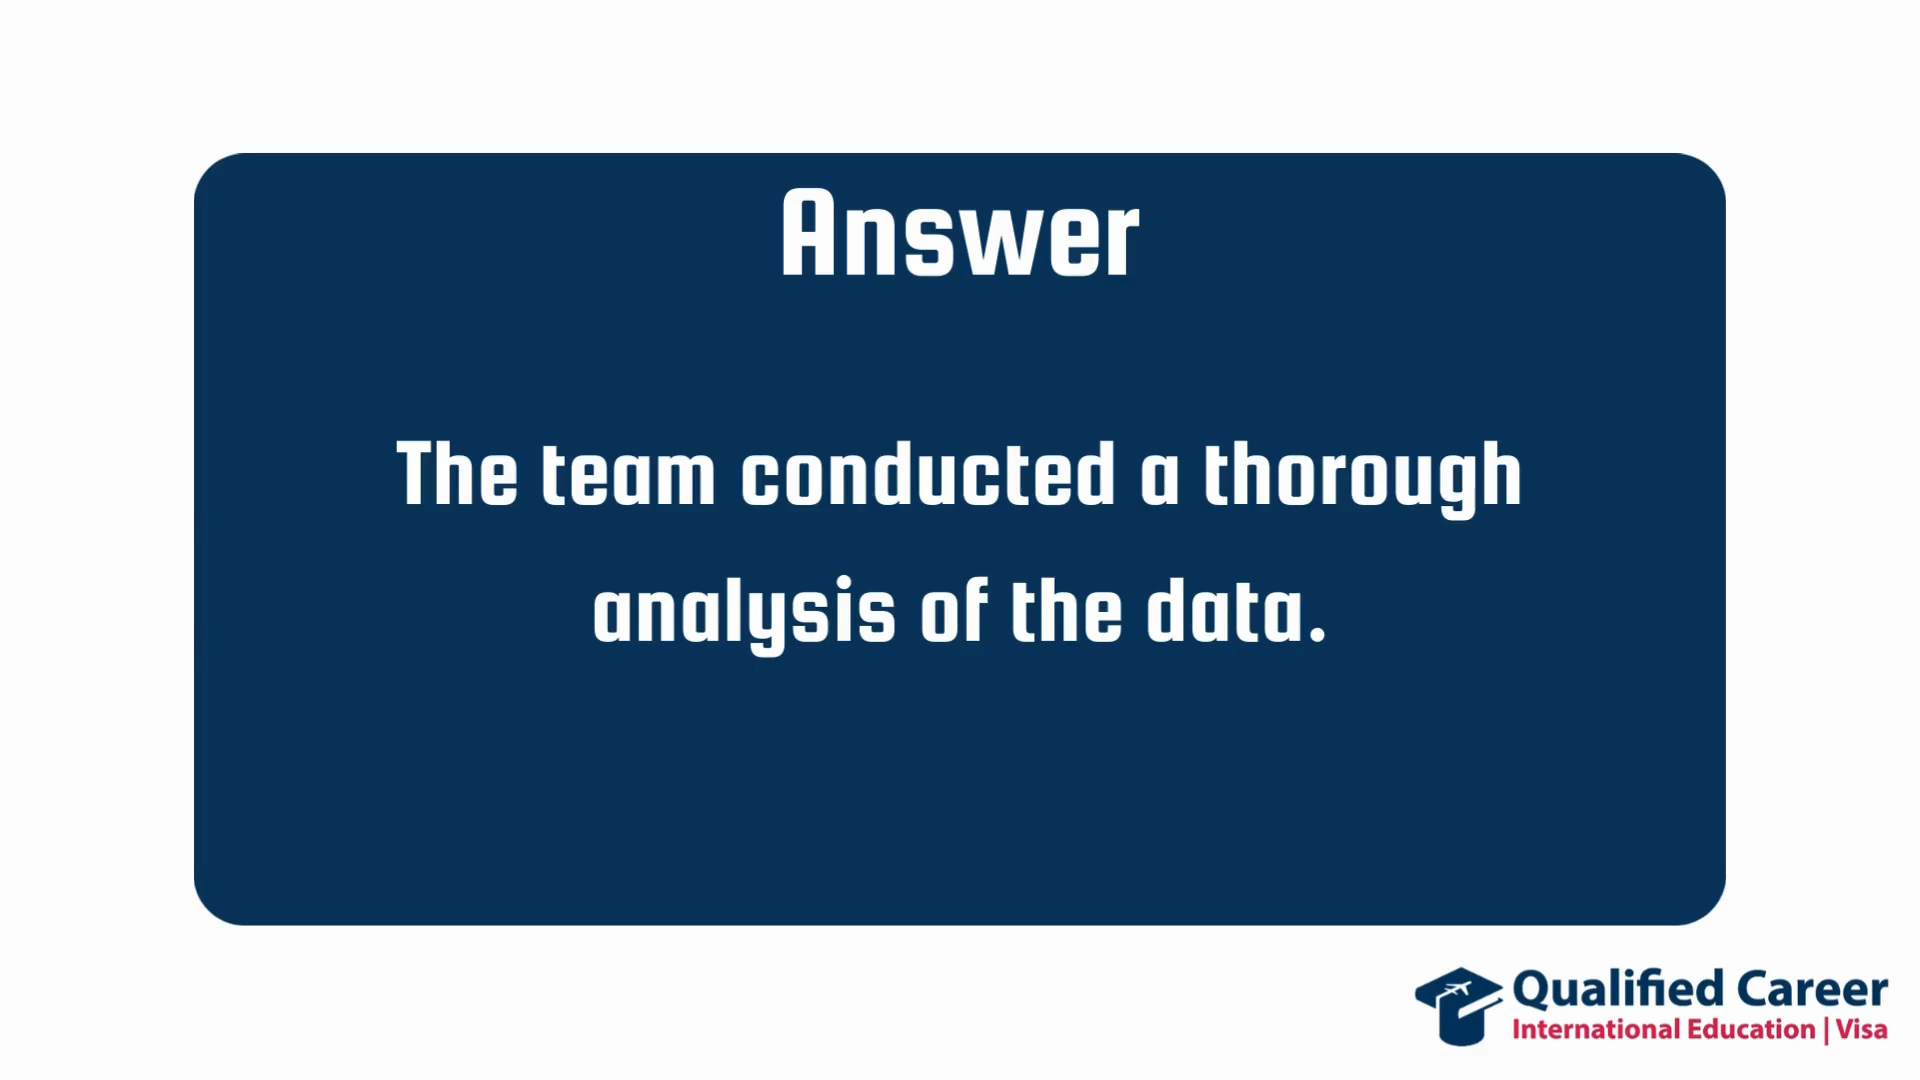 Answer
The team conducted a thorough
analysis of the data.
Qualified Career
International Education | Visa